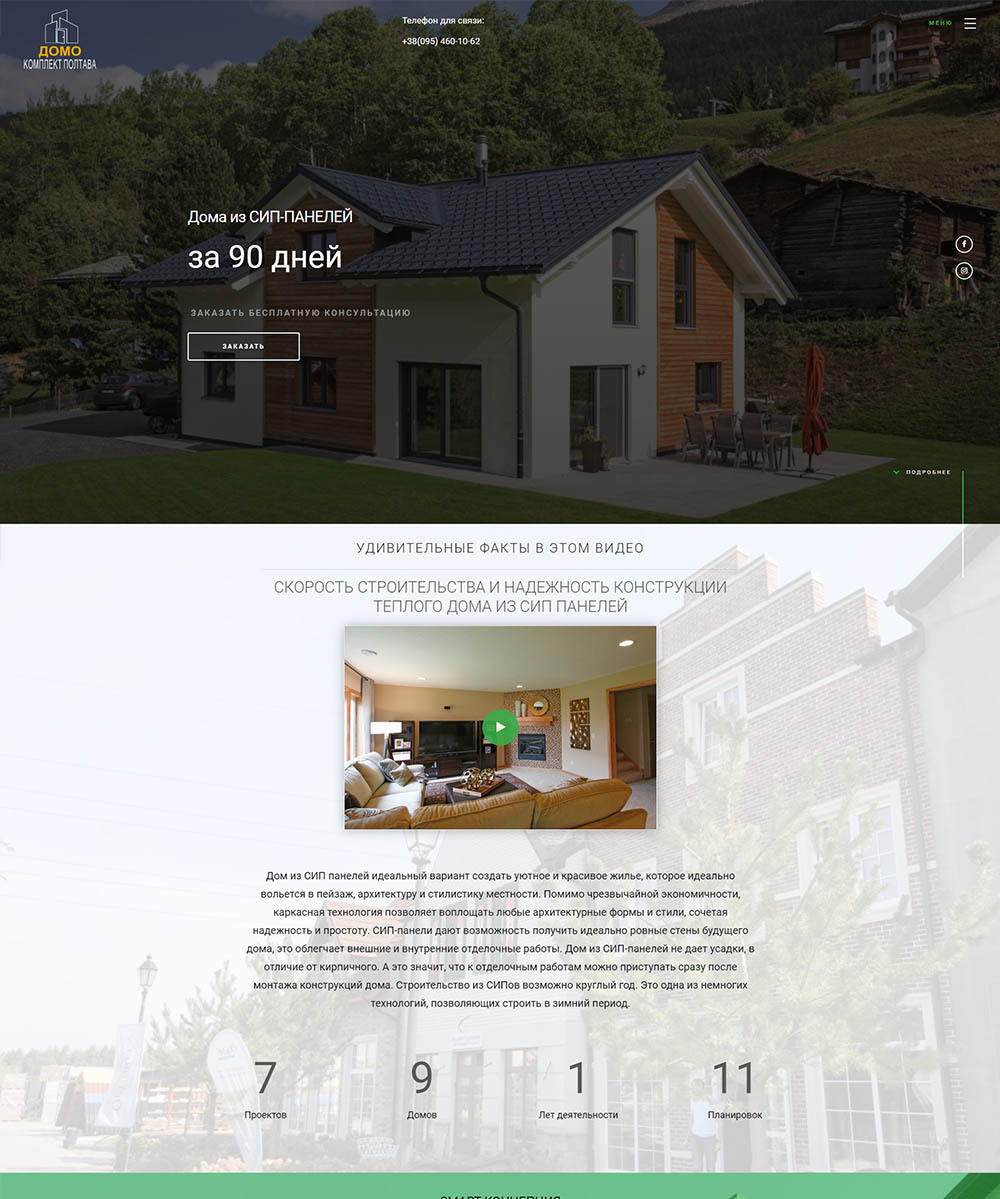 ДОМО
КОМПЛЕКТ ПОЛТАВА
Телефон для связи:
+38(095) 460-10-62
МЕНЮ
Дома из СИП-ПАНЕЛЕЙ
за 90 дней
ЗАКАЗАТЬ БЕСПЛАТНУЮ КОНСУЛЬТАЦИЮ
ЗАКАЗАТЬ
ПОДРОБНЕЕ
УДИВИТЕЛЬНЫЕ ФАКТЫ В ЭТОМ ВИДЕО
СКОРОСТЬ СТРОИТЕЛЬСТВА И НАДЕЖНОСТЬ КОНСТРУКЦИИ
ТЕПЛОГО ДОМА ИЗ СИП ПАНЕЛЕЙ
Дом из СИП панелей идеальный вариант создать уютное и красивое жилье, которое идеально
вольется в пейзаж, архитектуру и стилистику местности. Помимо чрезвычайной экономичности,
каркасная технология позволяет воплощать любые архитектурные формы и стили, сочетая
надежность и простоту. СИП-панели дают возможность получить идеально ровные стены будущего
дома, это облегчает внешние и внутренние отделочные работы. Дом из СИП-панелей не дает усадки, в
отличие от кирпичного. А это значит, что к отделочным работам можно приступать сразу после
монтажа конструкций дома. Строительство из СИПов возможно круглый год. Это одна из немногих
технологий, позволяющих строить в зимний период.
7 9 1 11
Проектов Домов Лет деятельности Планировок
SMART КОНЦЕПЦИЯ